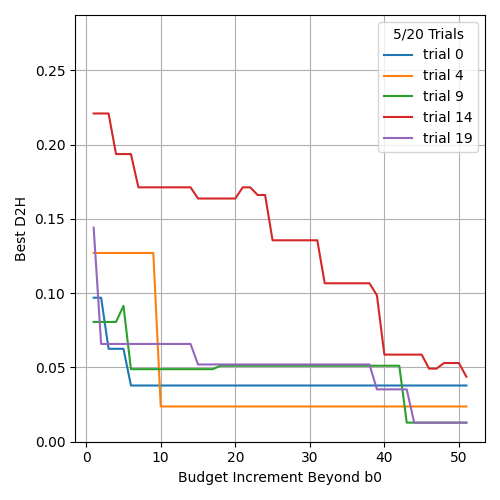 5/20 Trials
trial 0
trial 4
trial 9
trial 14
trial 19
0.25
0.20
0.15
0.10
0.05
0.00
Best D2H
0 10 20 30 40 50
Budget Increment Beyond b0